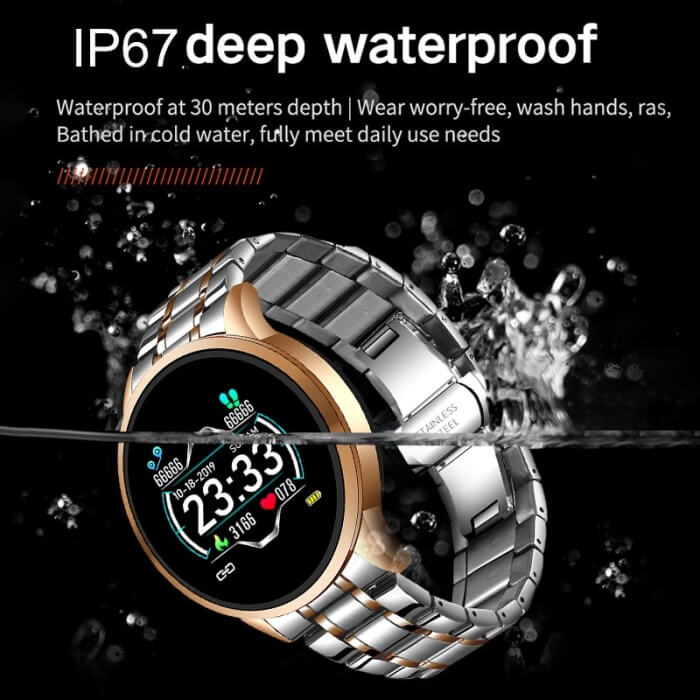 IP67 deep waterproof
Waterproof at 30 meters depth | Wear worry-free, wash hands, ras,
Bathed in cold water, fully meet daily use needs
66666
66666
10-18-2019
23:33
3166
078
STAINLESS
STEEL